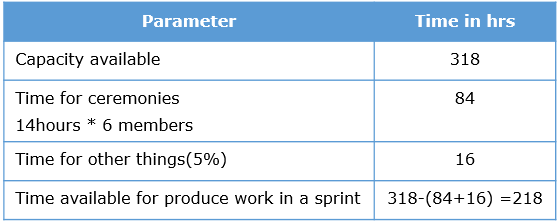 Parameter Time in hrs
Capacity available 318
Time for ceremonies 84
14hours * 6 members
Time for other things(5%) 16
Time available for produce work in a sprint 318-(84+16) =218